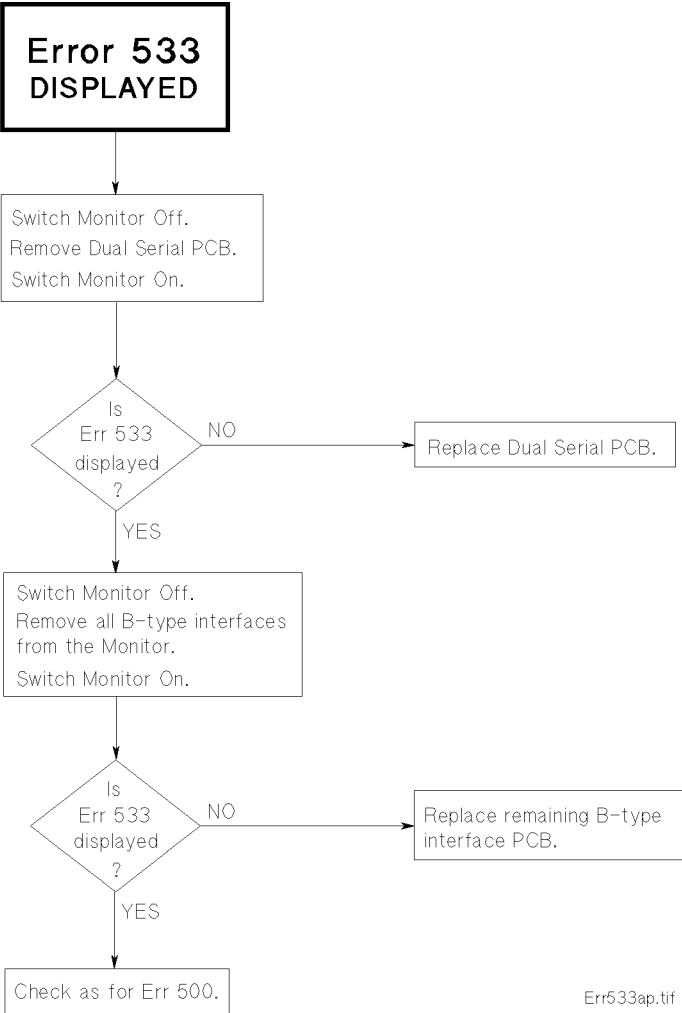 Error 533
DISPLAYED
Switch Monitor Off.
Remove Dual Serial PCB.
Switch Monitor On.
Is
Err 533
displayed
?
NO
Replace Dual Serial PCB.
YES
Switch Monitor Off.
Remove all B-type interfaces
from the Monitor.
Switch Monitor On.
Is
Err 533
displayed
?
NO
Replace remaining B-type
interface PCB.
YES
Check as for Err 500.
Err533ap.tif